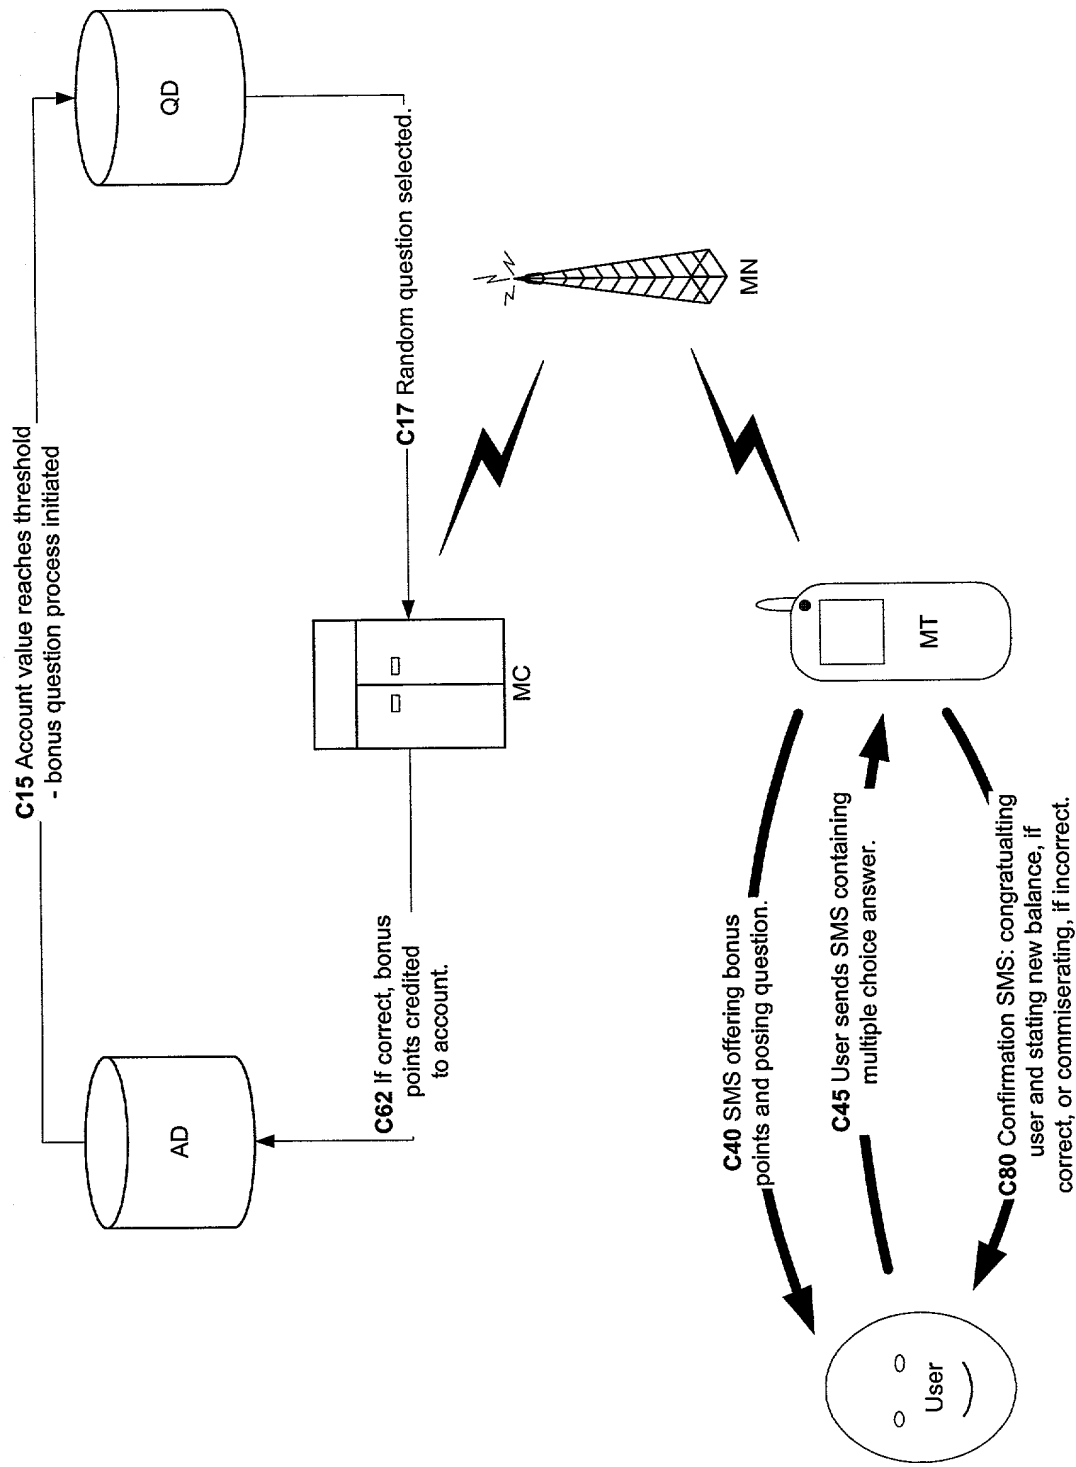 C15 Account value reaches threshold
- bonus question process initiated
AD
QD
C62 If correct, bonus
points credited
to account.
MC
C17 Random question selected.
MN
C40 SMS offering bonus
points and posing question.
C45 User sends SMS containing
multiple choice answer.
MT
User
C80 Confirmation SMS: congratualting
user and stating new balance, if
correct, or commiserating, if incorrect.